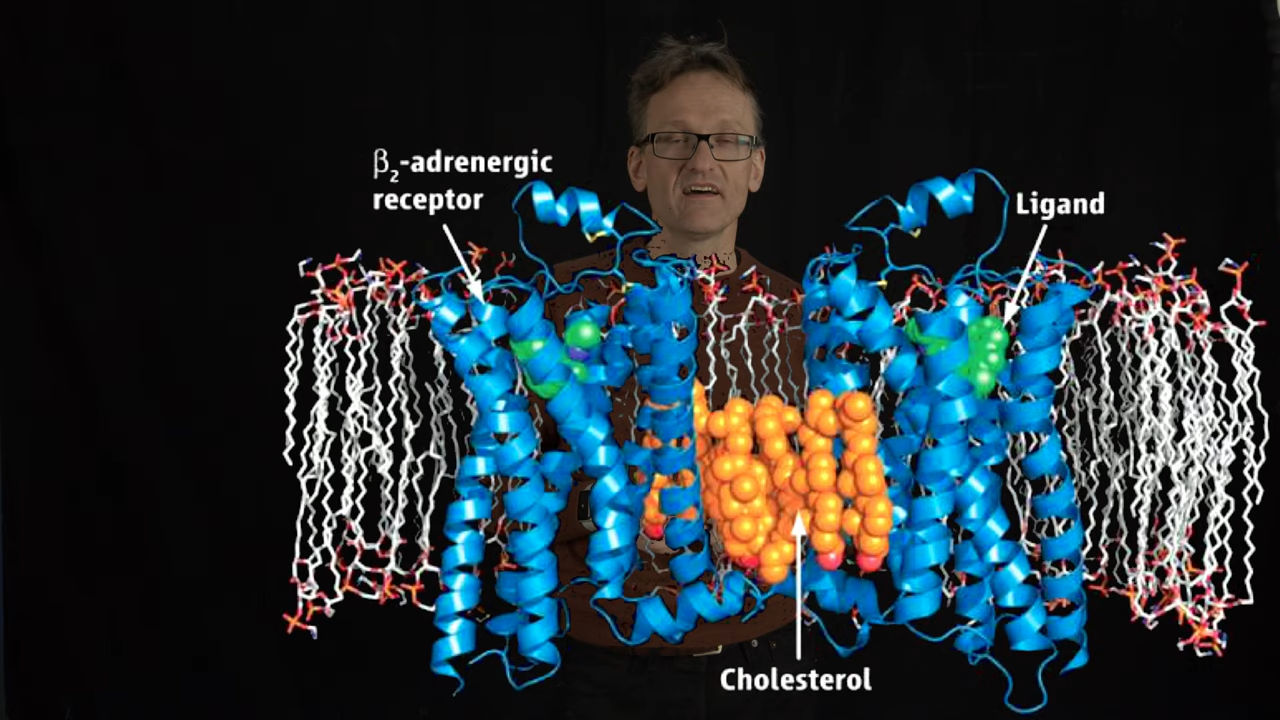 β₂-adrenergic
receptor
Ligand
Cholesterol